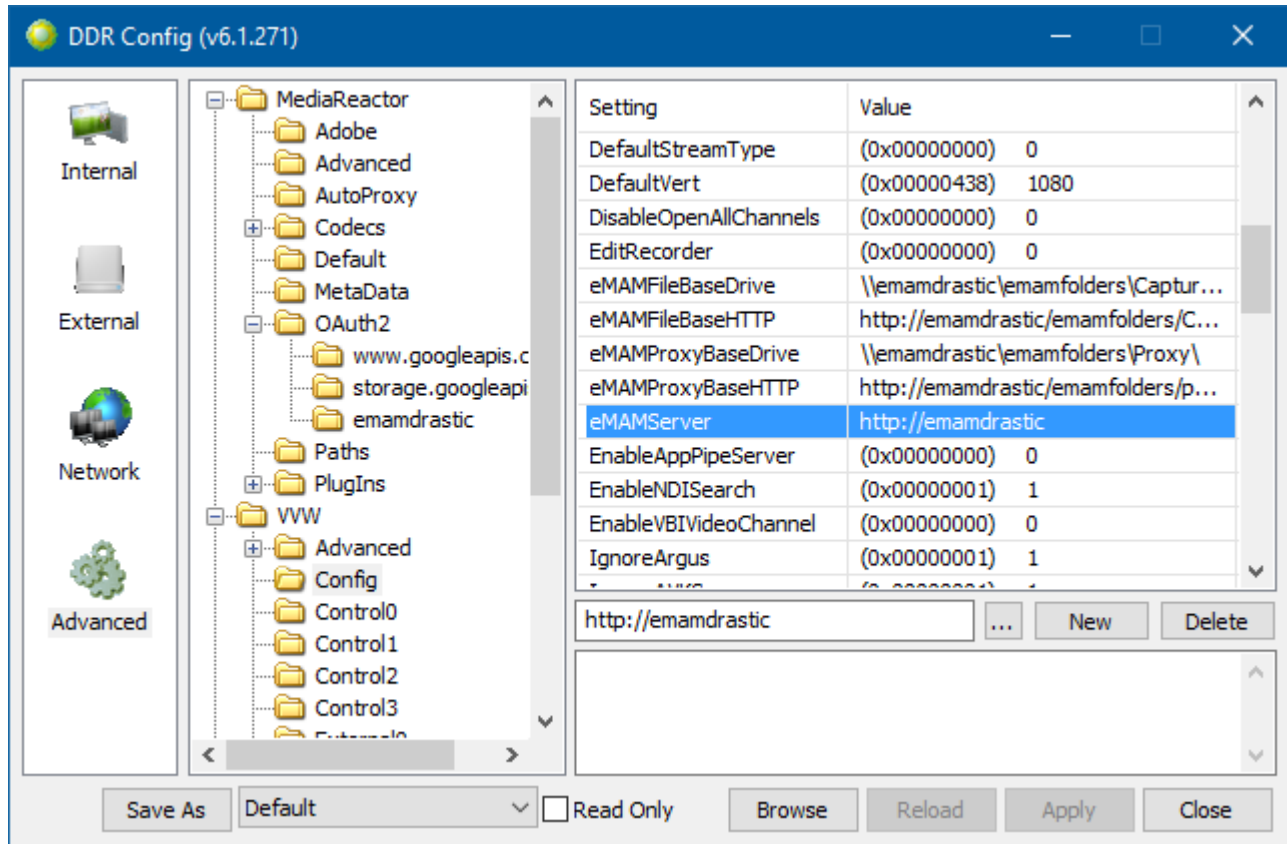 DDR Config (v6.1.271)
Internal
External
Network
Advanced
MediaReactor
Adobe
Advanced
AutoProxy
Codecs
Default
MetaData
OAuth2
www.googleapis.c
storage.googleapi
emamdrastic
Paths
PlugIns
VVW
Advanced
Config
Control0
Control1
Control2
Control3
Setting Value
DefaultStreamType (0x00000000) 0
DefaultVert (0x00000438) 1080
DisableOpenAllChannels (0x00000000) 0
EditRecorder (0x00000000) 0
eMAMFileBaseDrive \\emamdrastic\emamfolders\Captur...
eMAMFileBaseHTTP http://emamdrastic/emamfolders/C...
eMAMProxyBaseDrive \\emamdrastic\emamfolders\Proxy\
eMAMProxyBaseHTTP http://emamdrastic/emamfolders/p...
eMAMServer http://emamdrastic
EnableAppPipeServer (0x00000000) 0
EnableNDISearch (0x00000001) 1
EnableVBIVideoChannel (0x00000000) 0
IgnoreArgus (0x00000001) 1
http://emamdrastic ... New Delete
Save As Default Read Only Browse Reload Apply Close